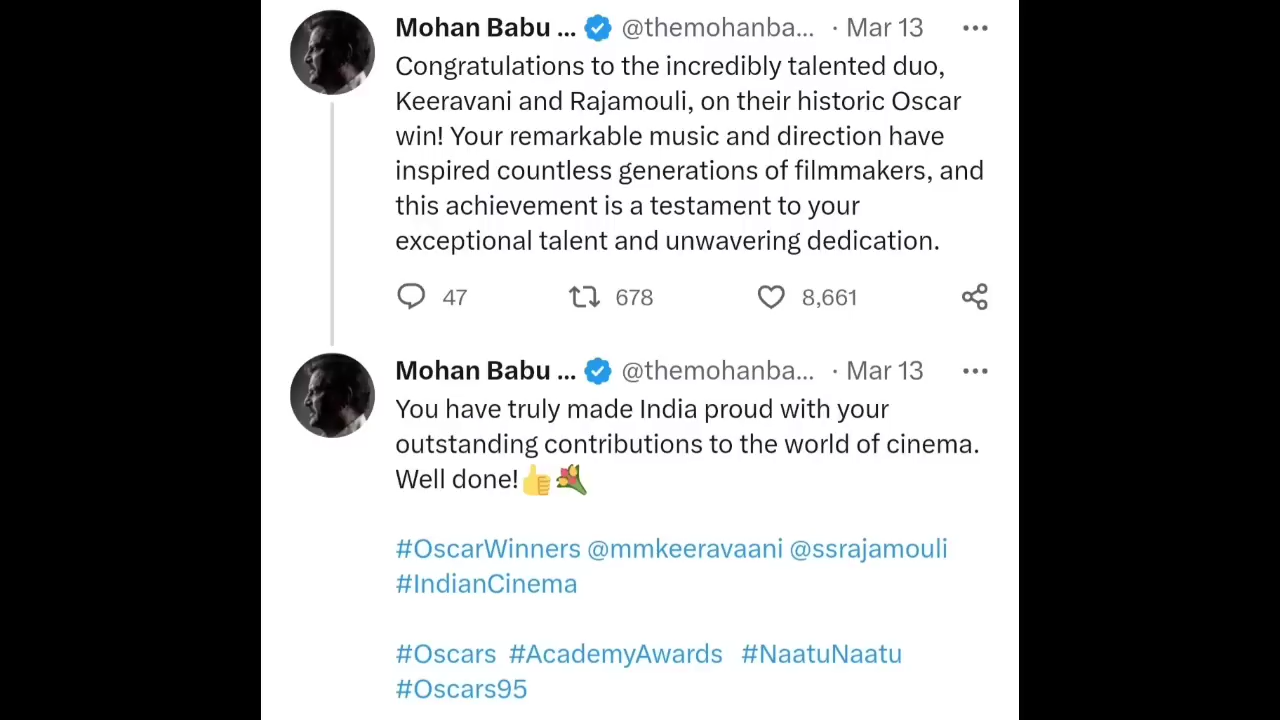 Mohan Babu ... @themohanba... · Mar 13
Congratulations to the incredibly talented duo,
Keeravani and Rajamouli, on their historic Oscar
win! Your remarkable music and direction have
inspired countless generations of filmmakers, and
this achievement is a testament to your
exceptional talent and unwavering dedication.
47 678 8,661
Mohan Babu ... @themohanba... · Mar 13
You have truly made India proud with your
outstanding contributions to the world of cinema.
Well done!👍💐
#OscarWinners @mmkeeravaani @ssrajamouli
#IndianCinema
#Oscars #AcademyAwards #NaatuNaatu
#Oscars95